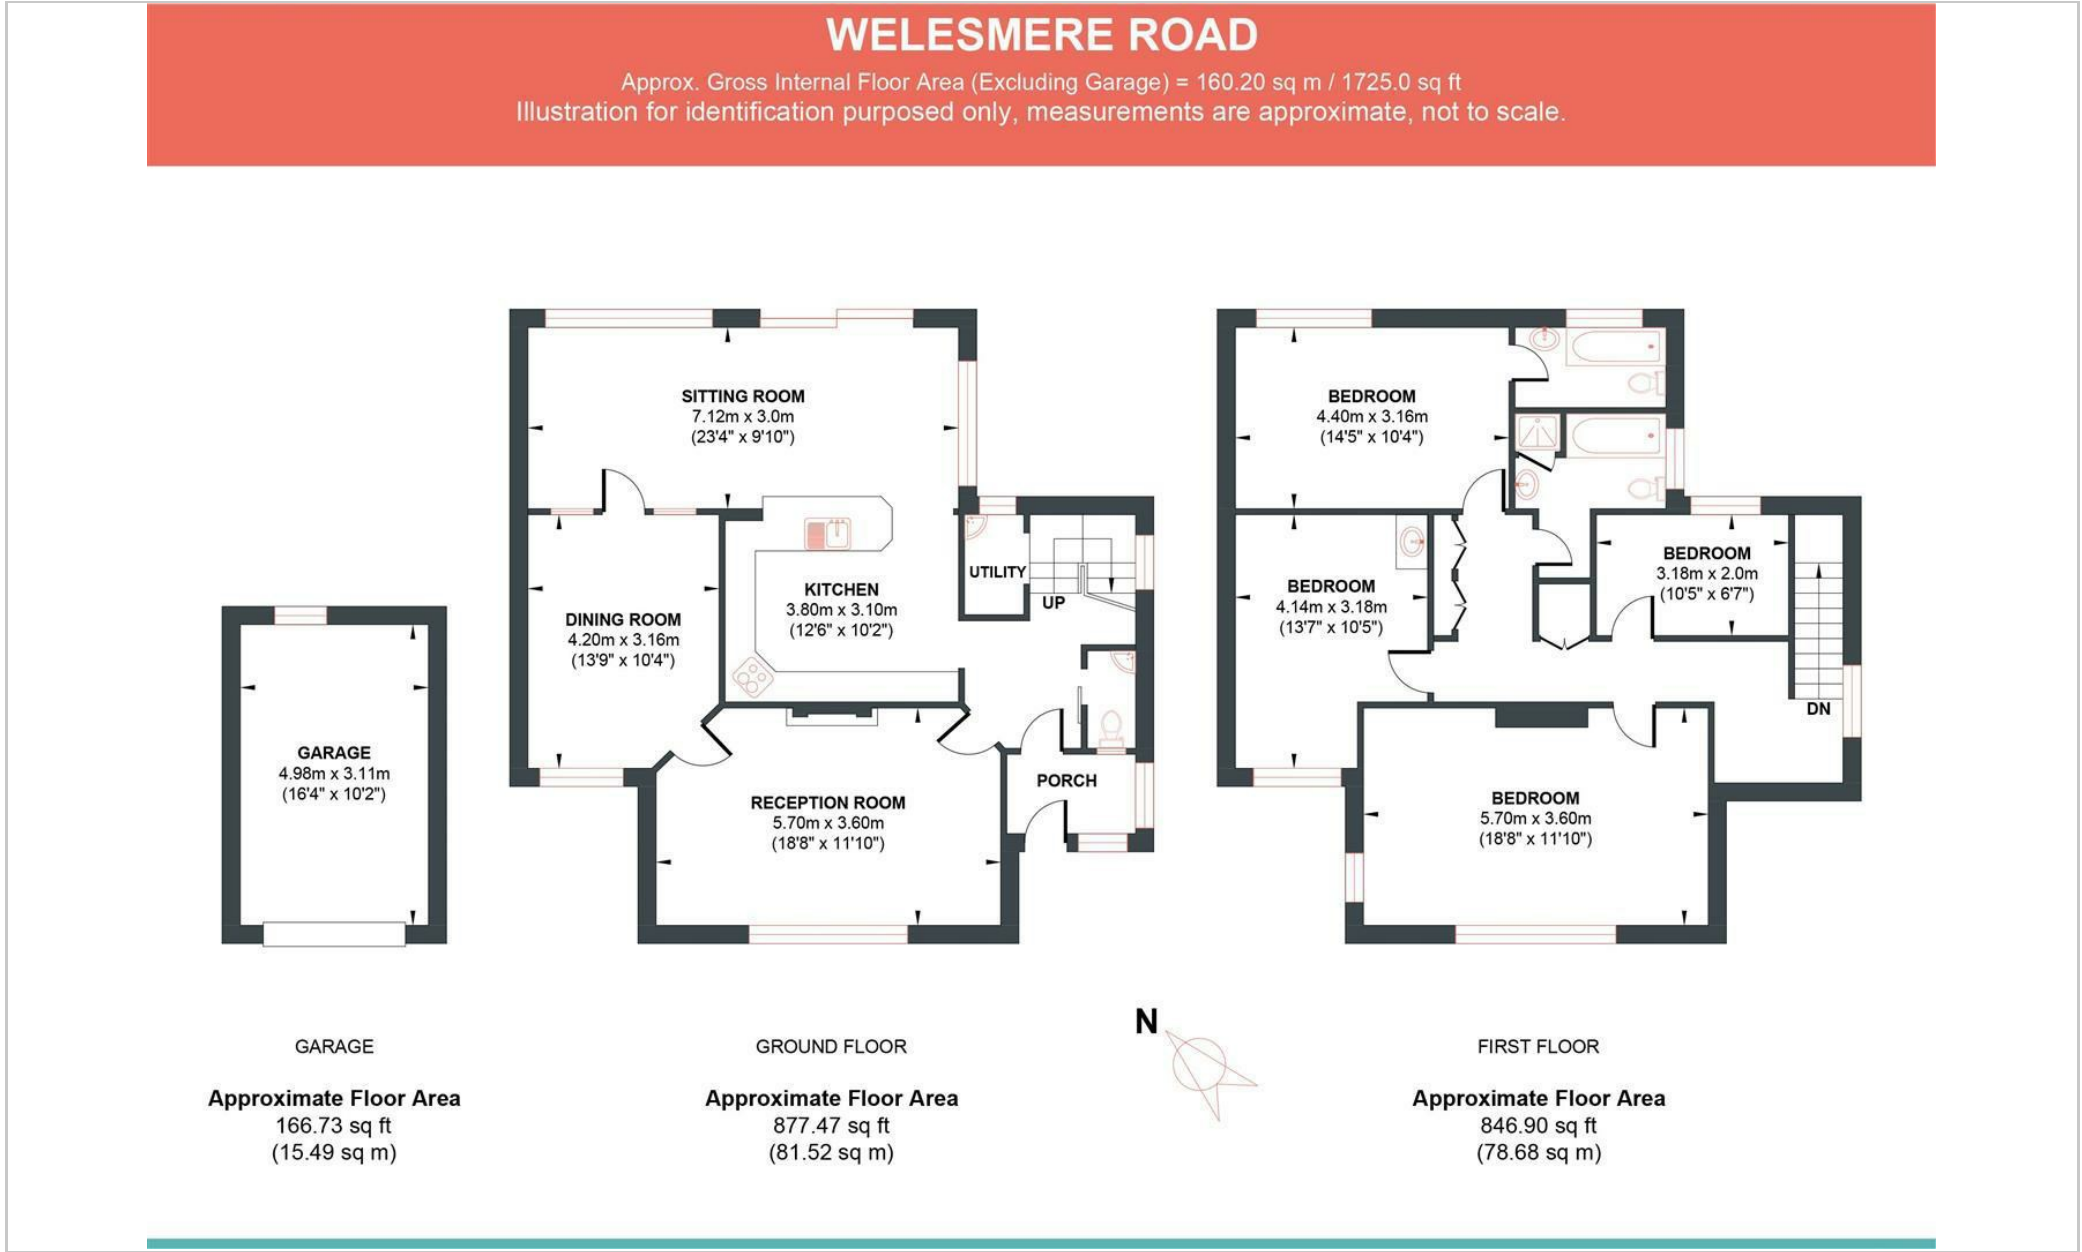 WELESMERE ROAD
Approx. Gross Internal Floor Area (Excluding Garage) = 160.20 sq m / 1725.0 sq ft
Illustration for identification purposed only, measurements are approximate, not to scale.
SITTING ROOM
7.12m x 3.0m
(23'4" x 9'10")
DINING ROOM
4.20m x 3.16m
(13'9" x 10'4")
KITCHEN
3.80m x 3.10m
(12'6" x 10'2")
UTILITY
UP
PORCH
RECEPTION ROOM
5.70m x 3.60m
(18'8" x 11'10")
GARAGE
4.98m x 3.11m
(16'4" x 10'2")
BEDROOM
4.40m x 3.16m
(14'5" x 10'4")
BEDROOM
4.14m x 3.18m
(13'7" x 10'5")
BEDROOM
3.18m x 2.0m
(10'5" x 6'7")
DN
BEDROOM
5.70m x 3.60m
(18'8" x 11'10")
N
GARAGE
Approximate Floor Area
166.73 sq ft
(15.49 sq m)
GROUND FLOOR
Approximate Floor Area
877.47 sq ft
(81.52 sq m)
FIRST FLOOR
Approximate Floor Area
846.90 sq ft
(78.68 sq m)